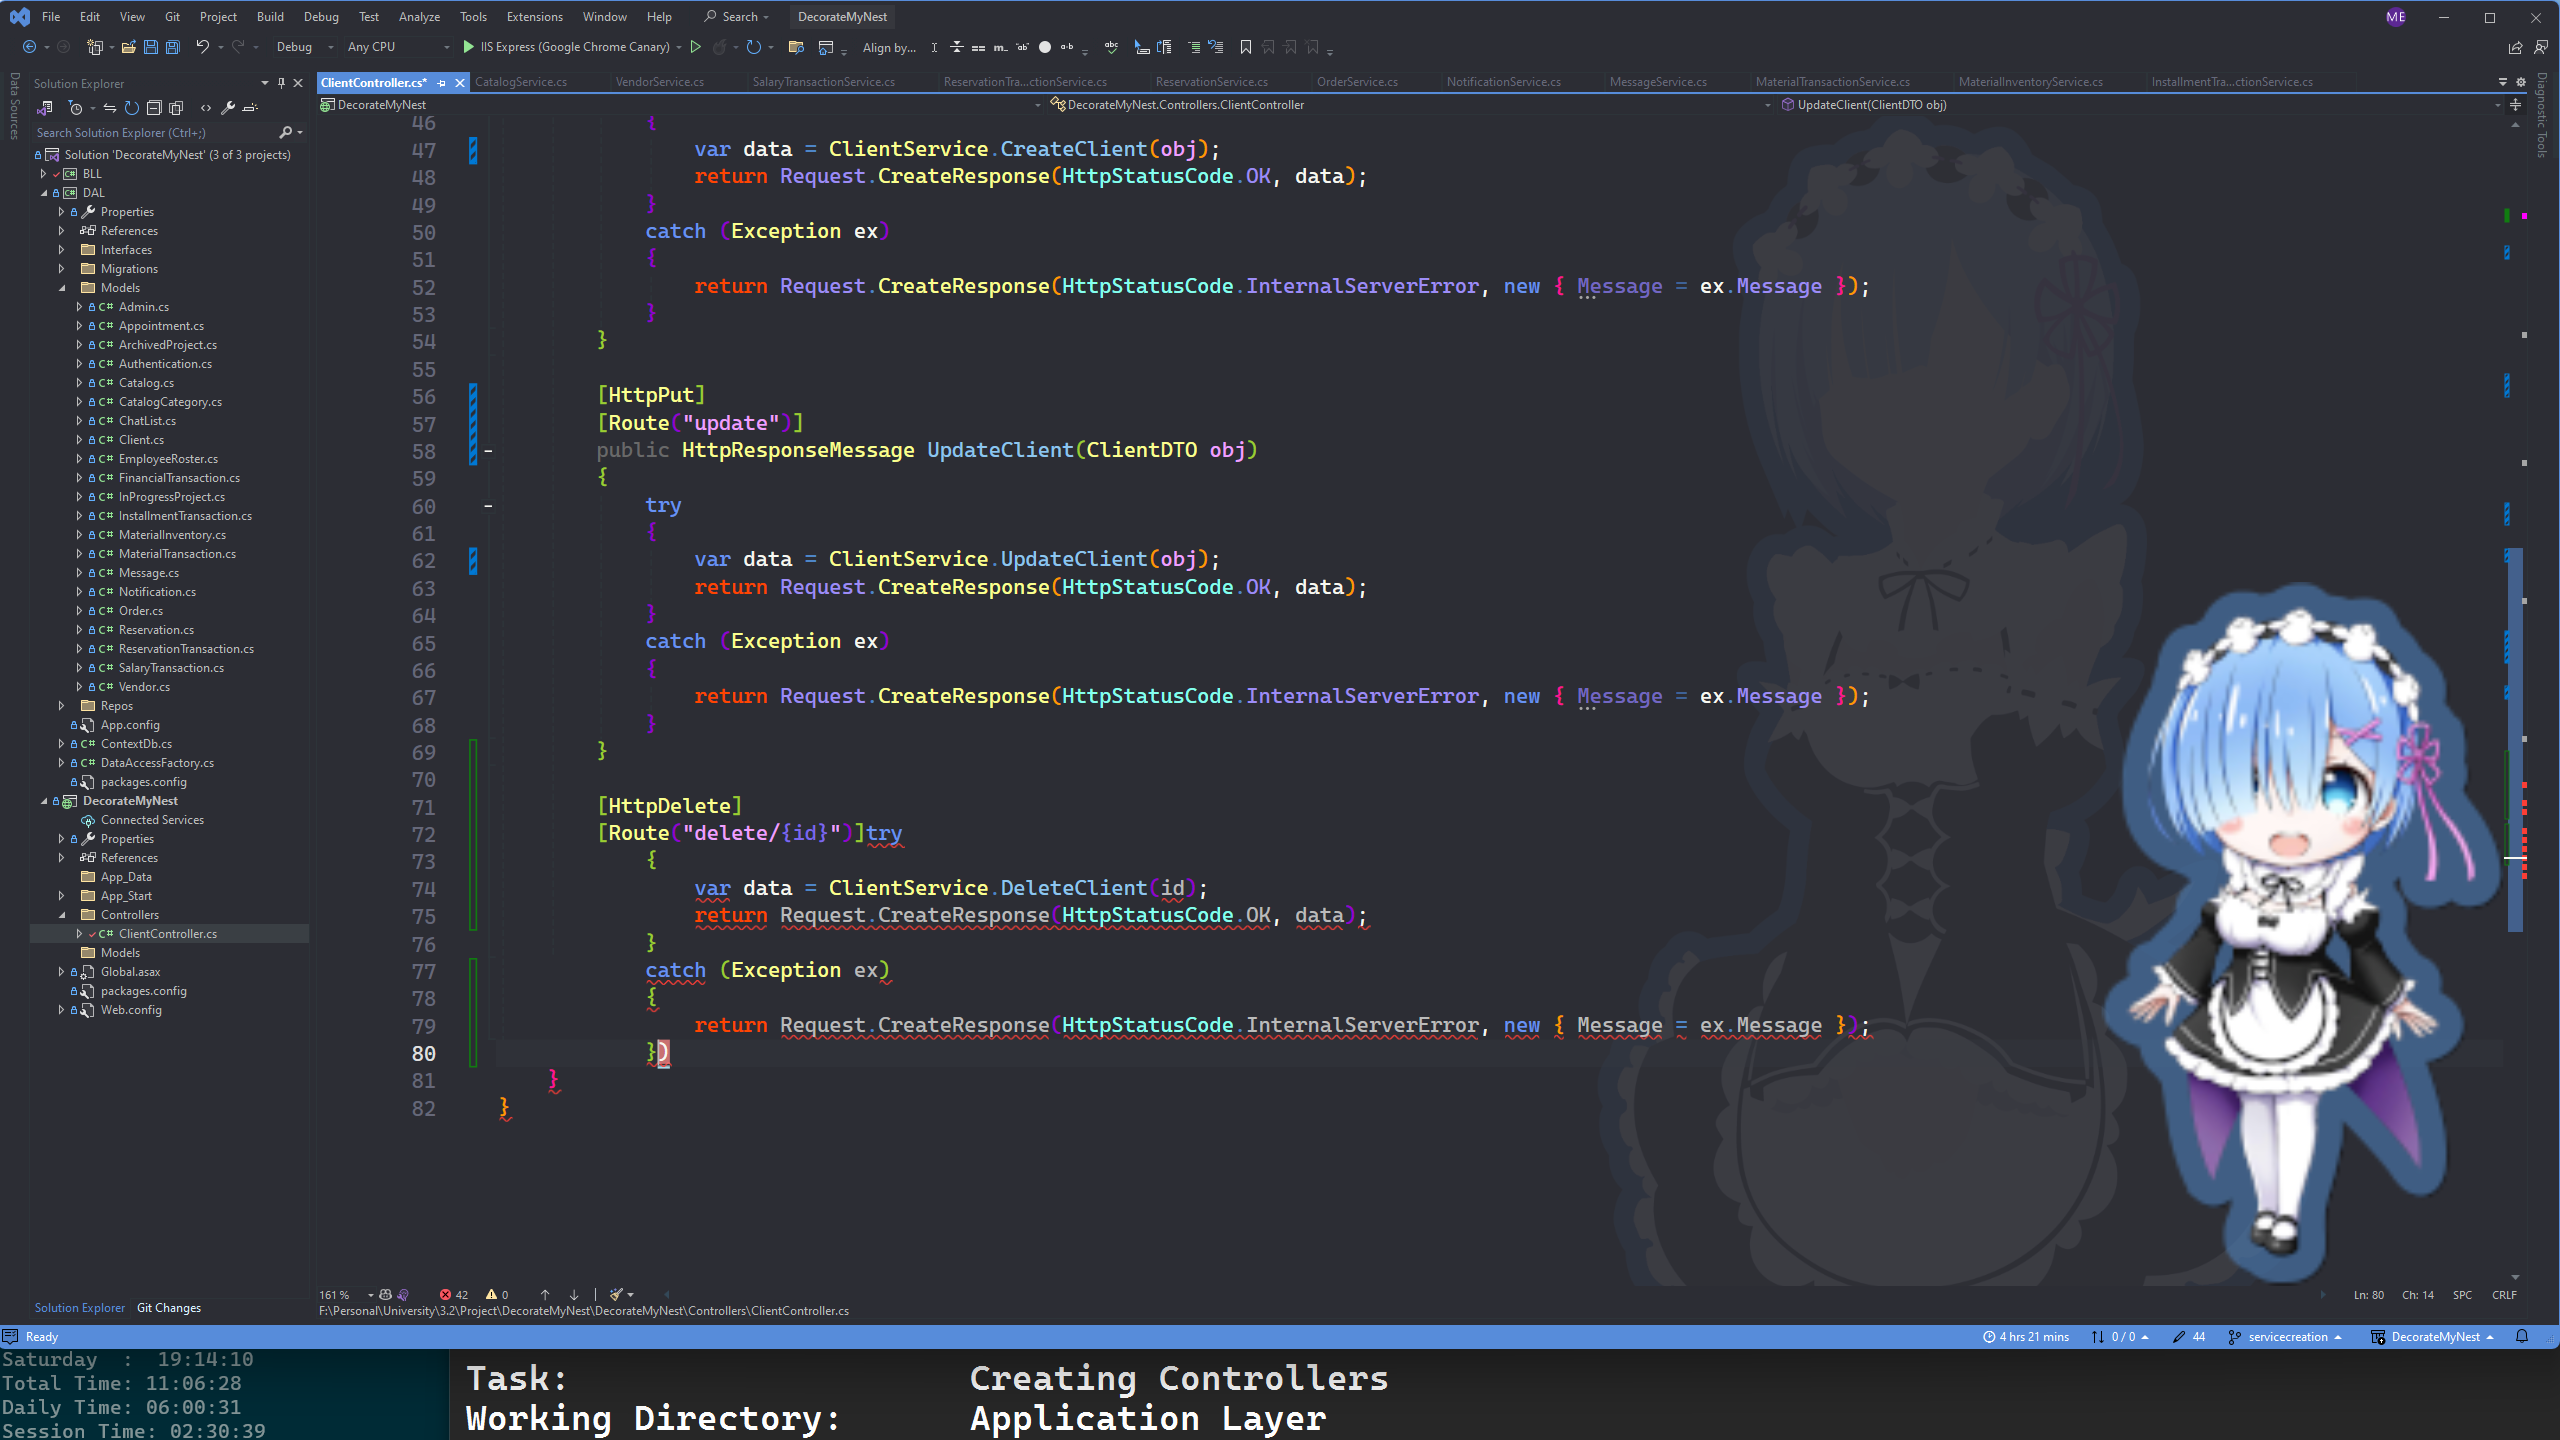 File Edit View Git Project Build Debug Test Analyze Tools Extensions Window Help Search DecorateMyNest ME
Debug Any CPU IIS Express (Google Chrome Canary) Align by...
Data Sources
Solution Explorer
Search Solution Explorer (Ctrl+;)
Solution 'DecorateMyNest' (3 of 3 projects)
BLL
DAL
Properties
References
Interfaces
Migrations
Models
C# Admin.cs
C# Appointment.cs
C# ArchivedProject.cs
C# Authentication.cs
C# Catalog.cs
C# CatalogCategory.cs
C# ChatList.cs
C# Client.cs
C# EmployeeRoster.cs
C# FinancialTransaction.cs
C# InProgressProject.cs
C# InstallmentTransaction.cs
C# MaterialInventory.cs
C# MaterialTransaction.cs
C# Message.cs
C# Notification.cs
C# Order.cs
C# Reservation.cs
C# ReservationTransaction.cs
C# SalaryTransaction.cs
C# Vendor.cs
Repos
App.config
C# ContextDb.cs
C# DataAccessFactory.cs
packages.config
DecorateMyNest
Connected Services
Properties
References
App_Data
App_Start
Controllers
C# ClientController.cs
Models
Global.asax
packages.config
Web.config
Solution Explorer Git Changes
ClientController.cs* CatalogService.cs VendorService.cs SalaryTransactionService.cs ReservationTra...ctionService.cs ReservationService.cs OrderService.cs NotificationService.cs MessageService.cs MaterialTransactionService.cs MaterialInventoryService.cs InstallmentTra...ctionService.cs
DecorateMyNest DecorateMyNest.Controllers.ClientController UpdateClient(ClientDTO obj)
Diagnostic Tools
46 {
47 var data = ClientService.CreateClient(obj);
48 return Request.CreateResponse(HttpStatusCode.OK, data);
49 }
50 catch (Exception ex)
51 {
52 return Request.CreateResponse(HttpStatusCode.InternalServerError, new { Message = ex.Message });
53 }
54 }
55
56 [HttpPut]
57 [Route("update")]
58 public HttpResponseMessage UpdateClient(ClientDTO obj)
59 {
60 try
61 {
62 var data = ClientService.UpdateClient(obj);
63 return Request.CreateResponse(HttpStatusCode.OK, data);
64 }
65 catch (Exception ex)
66 {
67 return Request.CreateResponse(HttpStatusCode.InternalServerError, new { Message = ex.Message });
68 }
69 }
70
71 [HttpDelete]
72 [Route("delete/{id}")]try
73 {
74 var data = ClientService.DeleteClient(id);
75 return Request.CreateResponse(HttpStatusCode.OK, data);
76 }
77 catch (Exception ex)
78 {
79 return Request.CreateResponse(HttpStatusCode.InternalServerError, new { Message = ex.Message });
80 })
81 }
82 }
161 % 42 0 Ln: 80 Ch: 14 SPC CRLF
F:\Personal\University\3.2\Project\DecorateMyNest\DecorateMyNest\Controllers\ClientController.cs
Ready 4 hrs 21 mins 0 / 0 44 servicecreation DecorateMyNest
Saturday : 19:14:10
Total Time: 11:06:28
Daily Time: 06:00:31
Session Time: 02:30:39
Task: Creating Controllers
Working Directory: Application Layer